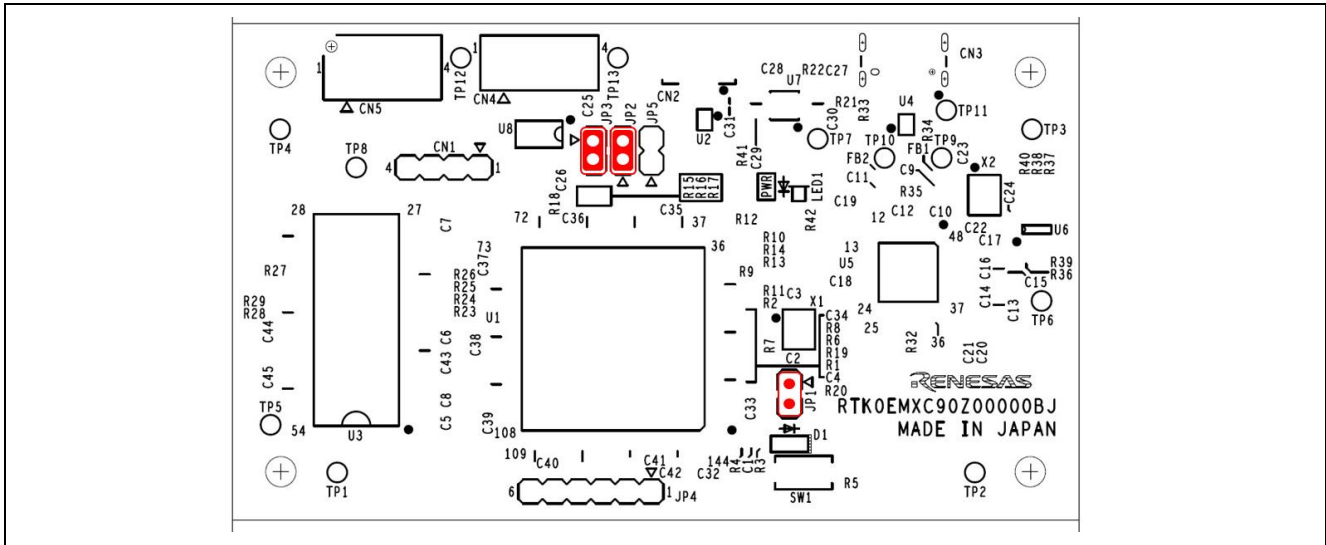 1
4
CN5
TP12
1
4
CN4
TP13
CN2
C28
U7
R22
C27
CN3
C25
JP3
JP2
JP5
C31
R21
R33
U4
TP11
U8
U2
R41
C29
C30
TP7
TP10
R34
TP9
TP3
TP4
TP8
CN1
4
1
FB2
FB1
C23
X2
R40
R38
R37
C26
R18
C36
R15
R16
R17
C35
PWR
LED1
R42
C11
C9
R35
C24
C19
C12
C10
C22
28
27
C7
72
37
R12
12
48
C17
U6
73
C37
36
R10
R14
R13
13
U5
C18
R27
R26
R25
R24
R23
R9
R11
R2
C3
X1
C16
R39
R36
C15
R29
R28
C44
U1
C34
R8
R6
R19
R1
C4
R20
24
25
37
C14
C13
TP6
C6
C43
C38
R7
C2
R32
36
C21
C20
C45
C8
C5
C39
C33
JP1
RENESAS
RTK0EMXC90Z00000BJ
MADE IN JAPAN
TP5
54
U3
108
D1
109
C40
C41
C42
144
C32
R4
C1
R3
R5
SW1
TP1
6
1
JP4
TP2